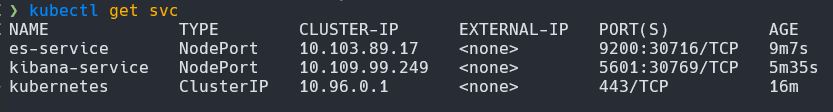 ❯ kubectl get svc
NAME             TYPE        CLUSTER-IP      EXTERNAL-IP   PORT(S)          AGE
es-service       NodePort    10.103.89.17    <none>        9200:30716/TCP   9m7s
kibana-service   NodePort    10.109.99.249   <none>        5601:30769/TCP   5m35s
kubernetes       ClusterIP   10.96.0.1       <none>        443/TCP          16m